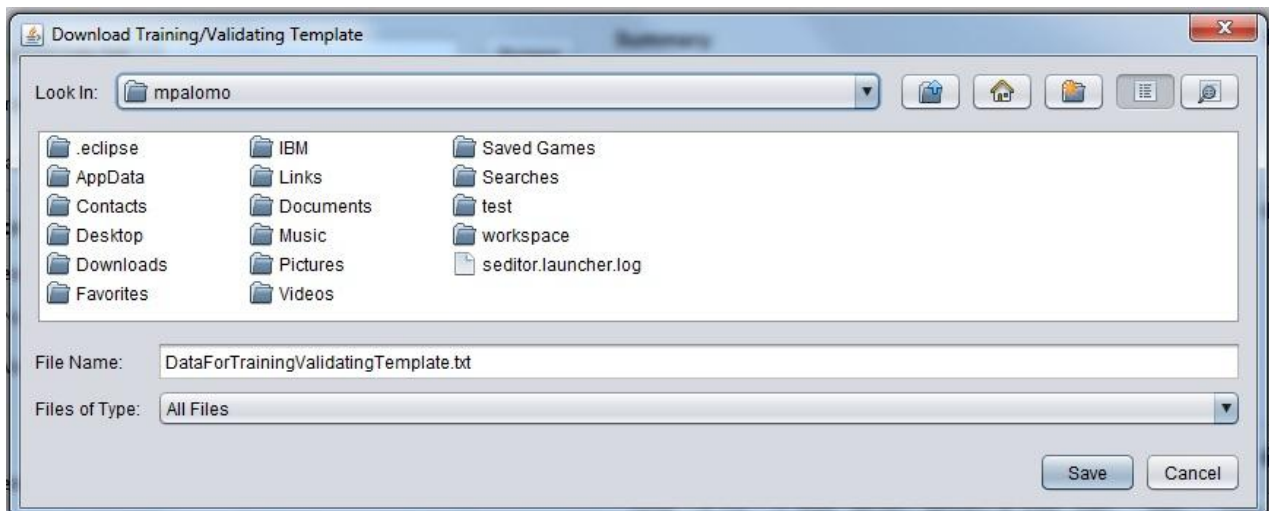 Download Training/Validating Template
Summary
Look In: mpalomo
.eclipse IBM Saved Games
AppData Links Searches
Contacts Documents test
Desktop Music workspace
Downloads Pictures seditor.launcher.log
Favorites Videos
File Name: DataForTrainingValidatingTemplate.txt
Files of Type: All Files
Save Cancel